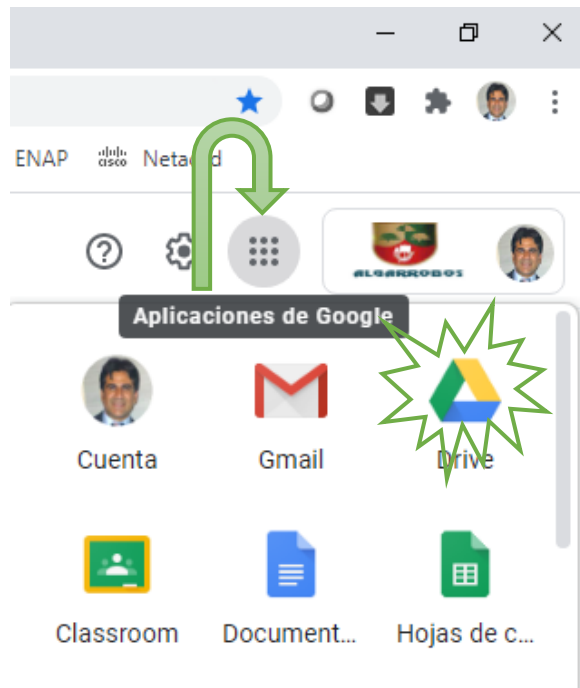 ENAP cisco Netacad
ALGARROBOS
Aplicaciones de Google
Cuenta Gmail Drive
Classroom Document... Hojas de c...